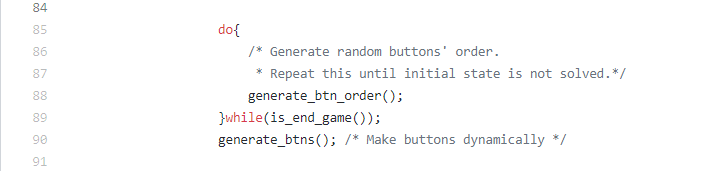 84
85 do{
86 /* Generate random buttons' order.
87 * Repeat this until initial state is not solved.*/
88 generate_btn_order();
89 }while(is_end_game());
90 generate_btns(); /* Make buttons dynamically */
91